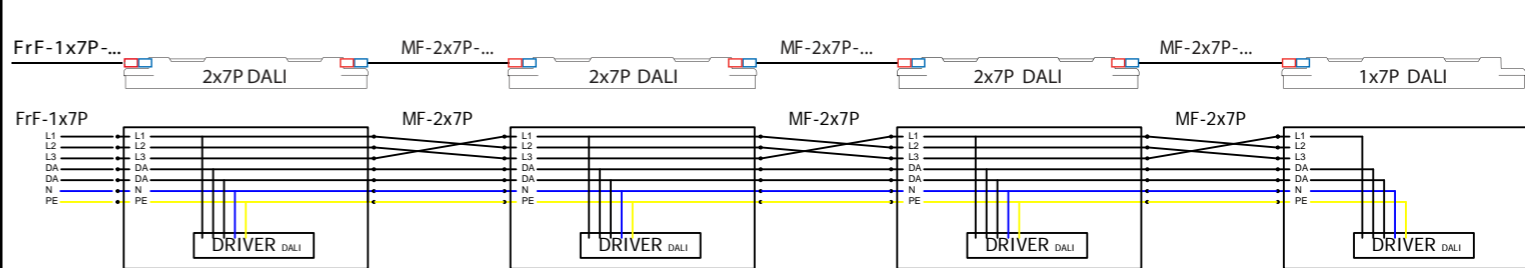 FrF-1x7P-... MF-2x7P-... MF-2x7P-... MF-2x7P-...
2x7P DALI 2x7P DALI 2x7P DALI 1x7P DALI
FrF-1x7P MF-2x7P MF-2x7P MF-2x7P
L1 L1 L1 L1 L1
L2 L2 L2 L2 L2
L3 L3 L3 L3 L3
DA DA DA DA DA
DA DA DA DA DA
N N N N N
PE PE PE PE PE
DRIVER DALI DRIVER DALI DRIVER DALI DRIVER DALI